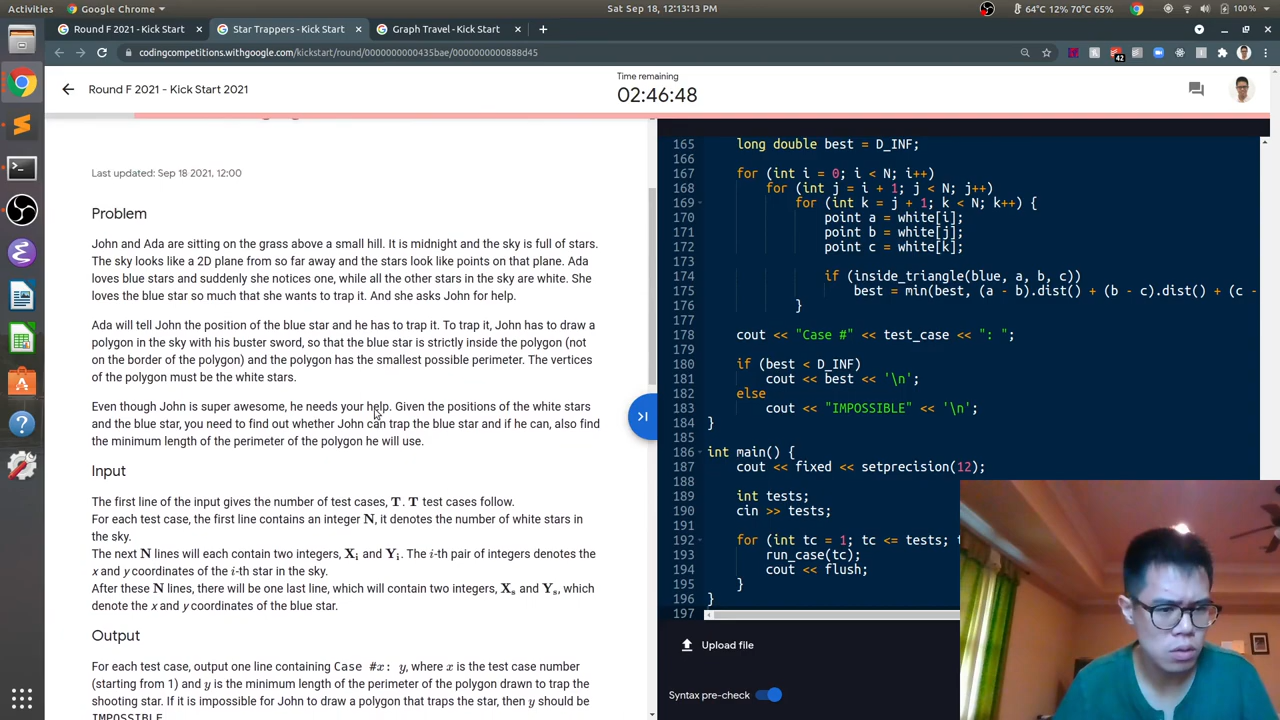 Activities
Google Chrome
Sat Sep 18, 12:13:13 PM
64°C 12% 70°C 65%
100 %
Round F 2021 - Kick Start
Star Trappers - Kick Start
Graph Travel - Kick Start
codingcompetitions.withgoogle.com/kickstart/round/0000000000435bae/0000000000888d45
42
Round F 2021 - Kick Start 2021
Time remaining
02:46:48
Last updated: Sep 18 2021, 12:00
Problem
John and Ada are sitting on the grass above a small hill. It is midnight and the sky is full of stars.
The sky looks like a 2D plane from so far away and the stars look like points on that plane. Ada
loves blue stars and suddenly she notices one, while all the other stars in the sky are white. She
loves the blue star so much that she wants to trap it. And she asks John for help.
Ada will tell John the position of the blue star and he has to trap it. To trap it, John has to draw a
polygon in the sky with his buster sword, so that the blue star is strictly inside the polygon (not
on the border of the polygon) and the polygon has the smallest possible perimeter. The vertices
of the polygon must be the white stars.
Even though John is super awesome, he needs your help. Given the positions of the white stars
and the blue star, you need to find out whether John can trap the blue star and if he can, also find
the minimum length of the perimeter of the polygon he will use.
Input
The first line of the input gives the number of test cases, T. T test cases follow.
For each test case, the first line contains an integer N, it denotes the number of white stars in
the sky.
The next N lines will each contain two integers, Xi and Yi. The i-th pair of integers denotes the
x and y coordinates of the i-th star in the sky.
After these N lines, there will be one last line, which will contain two integers, Xs and Ys, which
denote the x and y coordinates of the blue star.
Output
For each test case, output one line containing Case #x: y, where x is the test case number
(starting from 1) and y is the minimum length of the perimeter of the polygon drawn to trap the
shooting star. If it is impossible for John to draw a polygon that traps the star, then y should be
IMPOSSIBLE
165 long double best = D_INF;
166
167 for (int i = 0; i < N; i++)
168 for (int j = i + 1; j < N; j++)
169 for (int k = j + 1; k < N; k++) {
170 point a = white[i];
171 point b = white[j];
172 point c = white[k];
173
174 if (inside_triangle(blue, a, b, c))
175 best = min(best, (a - b).dist() + (b - c).dist() + (c -
176 }
177
178 cout << "Case #" << test_case << ": ";
179
180 if (best < D_INF)
181 cout << best << '\n';
182 else
183 cout << "IMPOSSIBLE" << '\n';
184 }
185
186 int main() {
187 cout << fixed << setprecision(12);
188
189 int tests;
190 cin >> tests;
191
192 for (int tc = 1; tc <= tests; t
193 run_case(tc);
194 cout << flush;
195 }
196 }
197
Upload file
Syntax pre-check